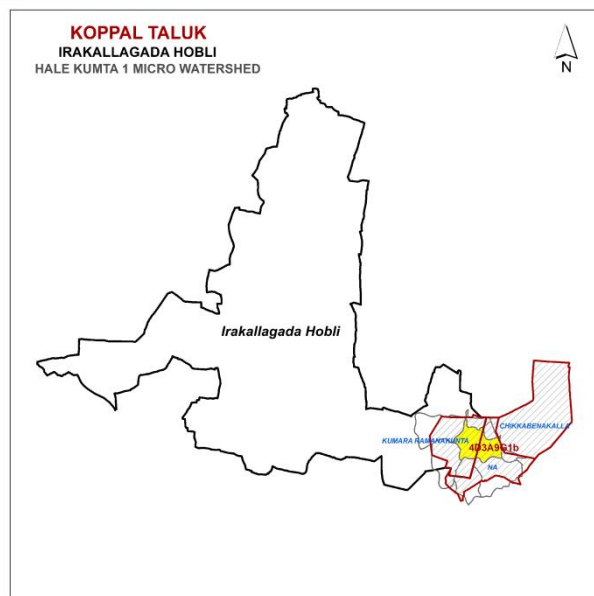 KOPPAL TALUK
IRAKALLAGADA HOBLI
HALE KUMTA 1 MICRO WATERSHED
N
Irakallagada Hobli
CHIKKABENAKALLA
KUMARA RAMANAKUNTA
4D3A9G1b
NA